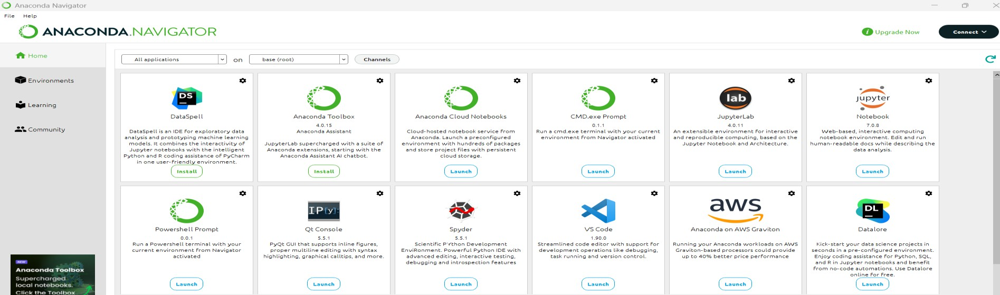 Anaconda Navigator
File Help
ANACONDA.NAVIGATOR
Upgrade Now
Connect
Home
Environments
Learning
Community
All applications on base (root) Channels
DS
DataSpell
DataSpell is an IDE for exploratory data
analysis and prototyping machine learning
models. It combines the interactivity of
Jupyter notebooks with the intelligent
Python and R coding assistance of PyCharm
in one user-friendly environment.
Install
Anaconda Toolbox
4.0.15
Anaconda Assistant
JupyterLab supercharged with a suite of
Anaconda extensions, starting with the
Anaconda Assistant AI chatbot.
Install
Anaconda Cloud Notebooks
Cloud-hosted notebook service from
Anaconda. Launch a preconfigured
environment with hundreds of packages
and store project files with persistent
cloud storage.
Launch
CMD.exe Prompt
0.1.1
Run a cmd.exe terminal with your current
environment from Navigator activated
Launch
lab
JupyterLab
4.0.11
An extensible environment for interactive
and reproducible computing, based on the
Jupyter Notebook and Architecture.
Launch
jupyter
Notebook
7.0.8
Web-based, interactive computing
notebook environment. Edit and run
human-readable docs while describing the
data analysis.
Launch
Powershell Prompt
0.0.1
Run a Powershell terminal with your
current environment from Navigator
activated
Launch
IP[y]:
Qt Console
5.5.1
PyQt GUI that supports inline figures,
proper multiline editing with syntax
highlighting, graphical calltips, and more.
Launch
Spyder
5.5.1
Scientific PYthon Development
EnviRonment. Powerful Python IDE with
advanced editing, interactive testing,
debugging and introspection features
Launch
VS Code
1.90.0
Streamlined code editor with support for
development operations like debugging,
task running and version control.
Launch
aws
Anaconda on AWS Graviton
Running your Anaconda workloads on AWS
Graviton-based processors could provide
up to 40% better price performance
Launch
DL
Datalore
Kick-start your data science projects in
seconds in a pre-configured environment.
Enjoy coding assistance for Python, SQL,
and R in Jupyter notebooks and benefit
from no-code automations. Use Datalore
online for free.
Launch
NEW
Anaconda Toolbox
Supercharged
local notebooks.
Click the Toolbox